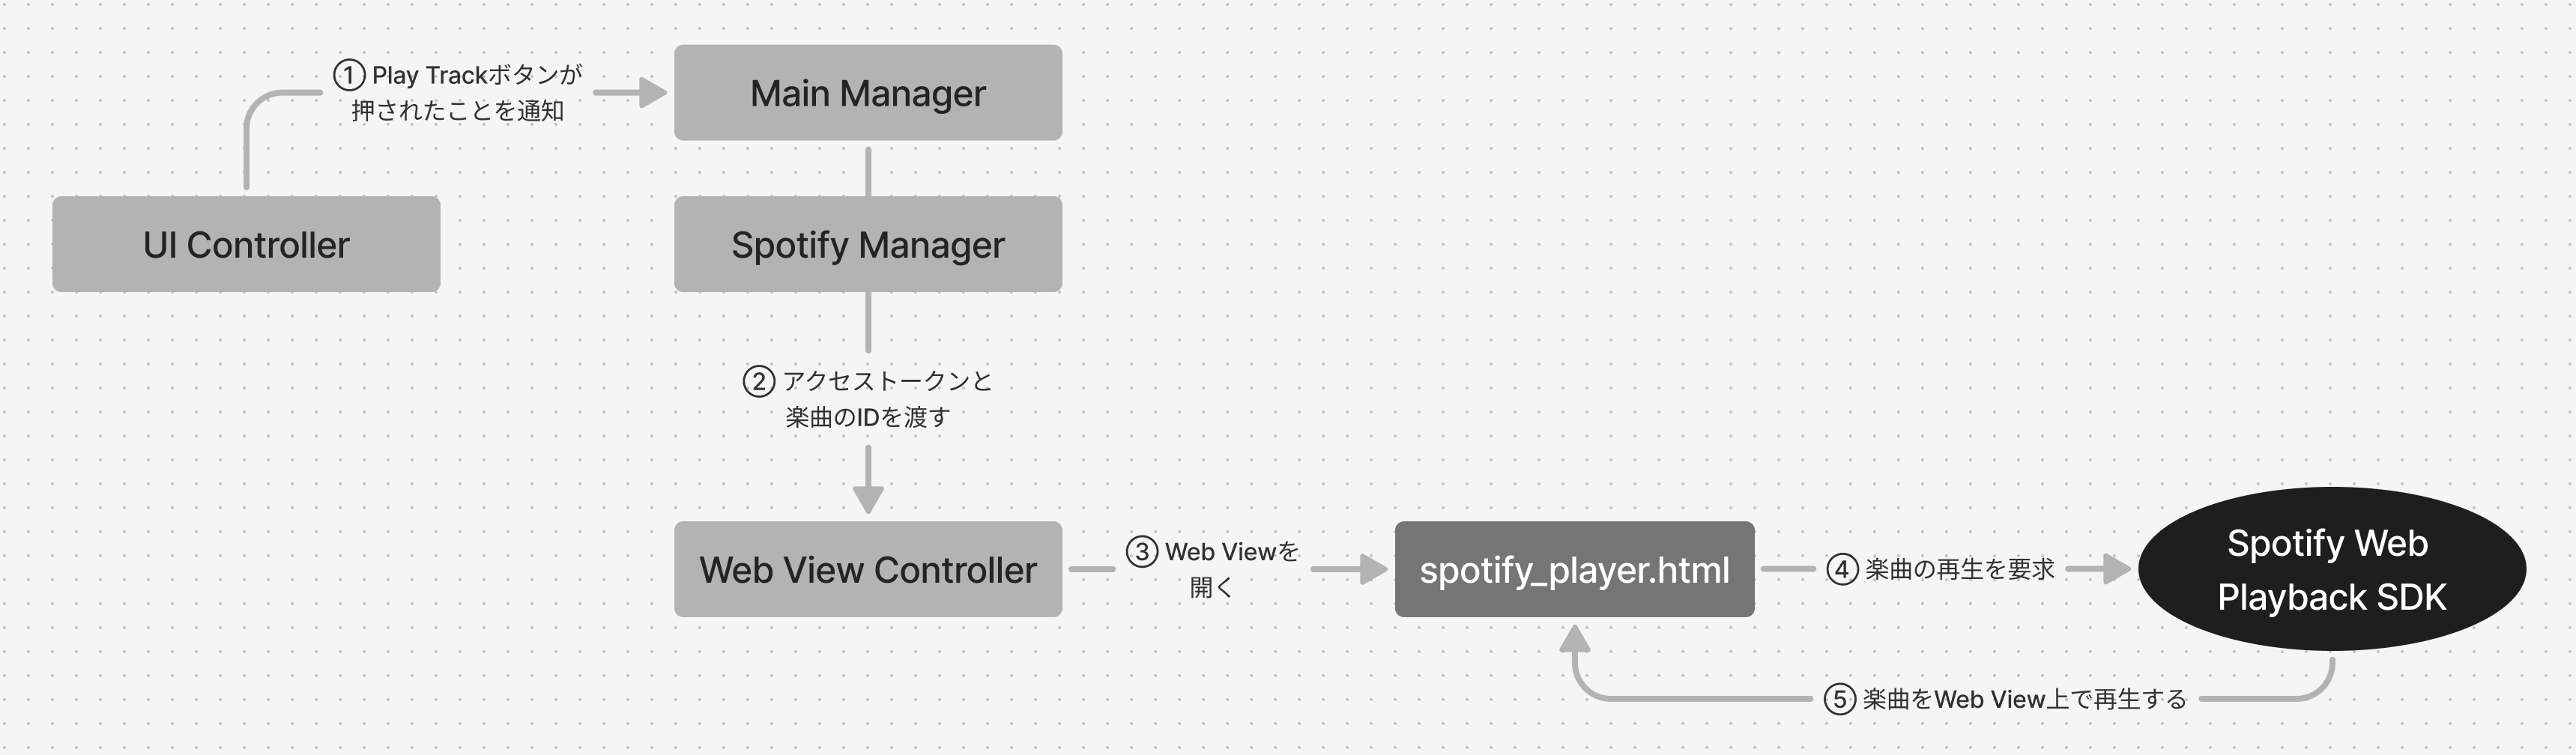 ① Play Trackボタンが
押されたことを通知
Main Manager
UI Controller
Spotify Manager
② アクセストークンと
楽曲のIDを渡す
Web View Controller
③ Web Viewを
開く
spotify_player.html
④ 楽曲の再生を要求
Spotify Web
Playback SDK
⑤ 楽曲をWeb View上で再生する